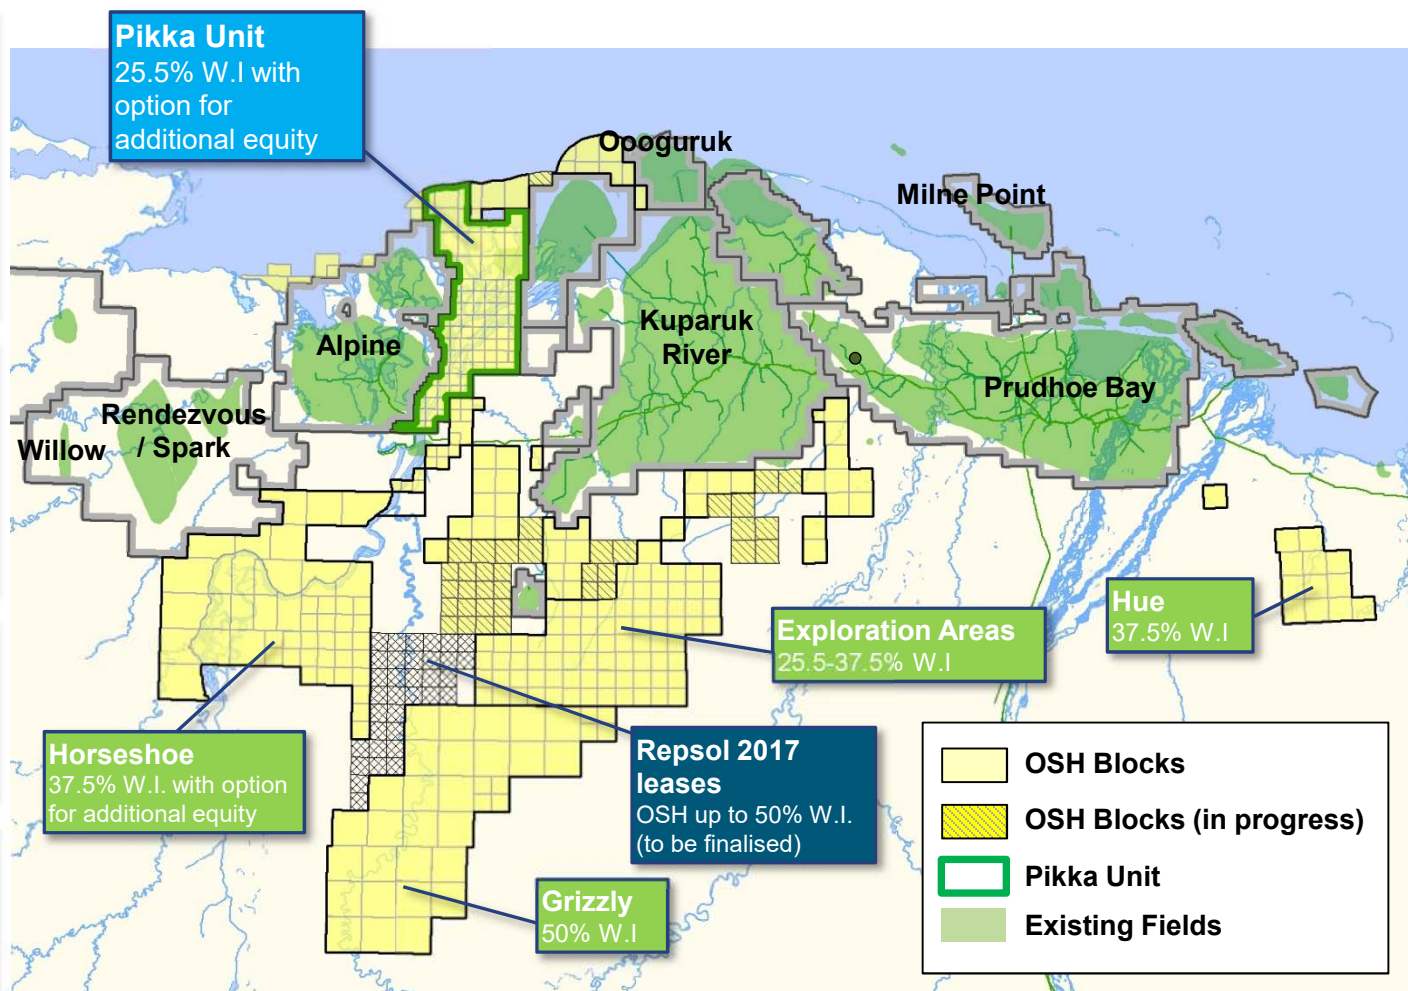 Pikka Unit
25.5% W.I with
option for
additional equity
Oooguruk
Milne Point
Kuparuk
River
Alpine
Prudhoe Bay
Rendezvous
/ Spark
Willow
Hue
37.5% W.I
Exploration Areas
25.5-37.5% W.I
Horseshoe
37.5% W.I. with option
for additional equity
Repsol 2017
leases
OSH up to 50% W.I.
(to be finalised)
Grizzly
50% W.I
OSH Blocks
OSH Blocks (in progress)
Pikka Unit
Existing Fields